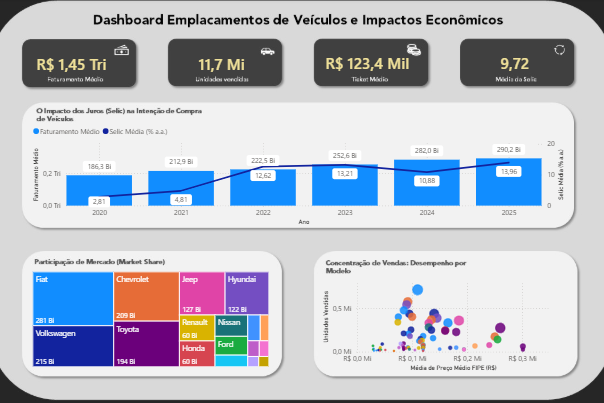 Dashboard Emplacamentos de Veículos e Impactos Econômicos
R$ 1,45 Tri
Faturamento Médio
11,7 Mi
Unidades vendidas
R$ 123,4 Mil
Ticket Médio
9,72
Média da Selic
O Impacto dos Juros (Selic) na Intenção de Compra
de Veículos
Faturamento Médio Selic Média (% a.a.)
Faturamento Médio
0,2 Tri
0,0 Tri
186,3 Bi
212,9 Bi
222,5 Bi
252,6 Bi
282,0 Bi
290,2 Bi
2,81
4,81
12,62
13,21
10,88
13,96
20
10
0
Selic Média (% a.a.)
2020 2021 2022 2023 2024 2025
Ano
Participação de Mercado (Market Share)
Fiat
281 Bi
Volkswagen
215 Bi
Chevrolet
209 Bi
Toyota
194 Bi
Jeep
127 Bi
Hyundai
122 Bi
Renault
60 Bi
Honda
60 Bi
Nissan
Ford
Concentração de Vendas: Desempenho por
Modelo
Unidades Vendidas
0,5 Mi
0,0 Mi
R$ 0,0 Mi R$ 0,1 Mi R$ 0,2 Mi R$ 0,3 Mi
Média de Preço Médio FIPE (R$)